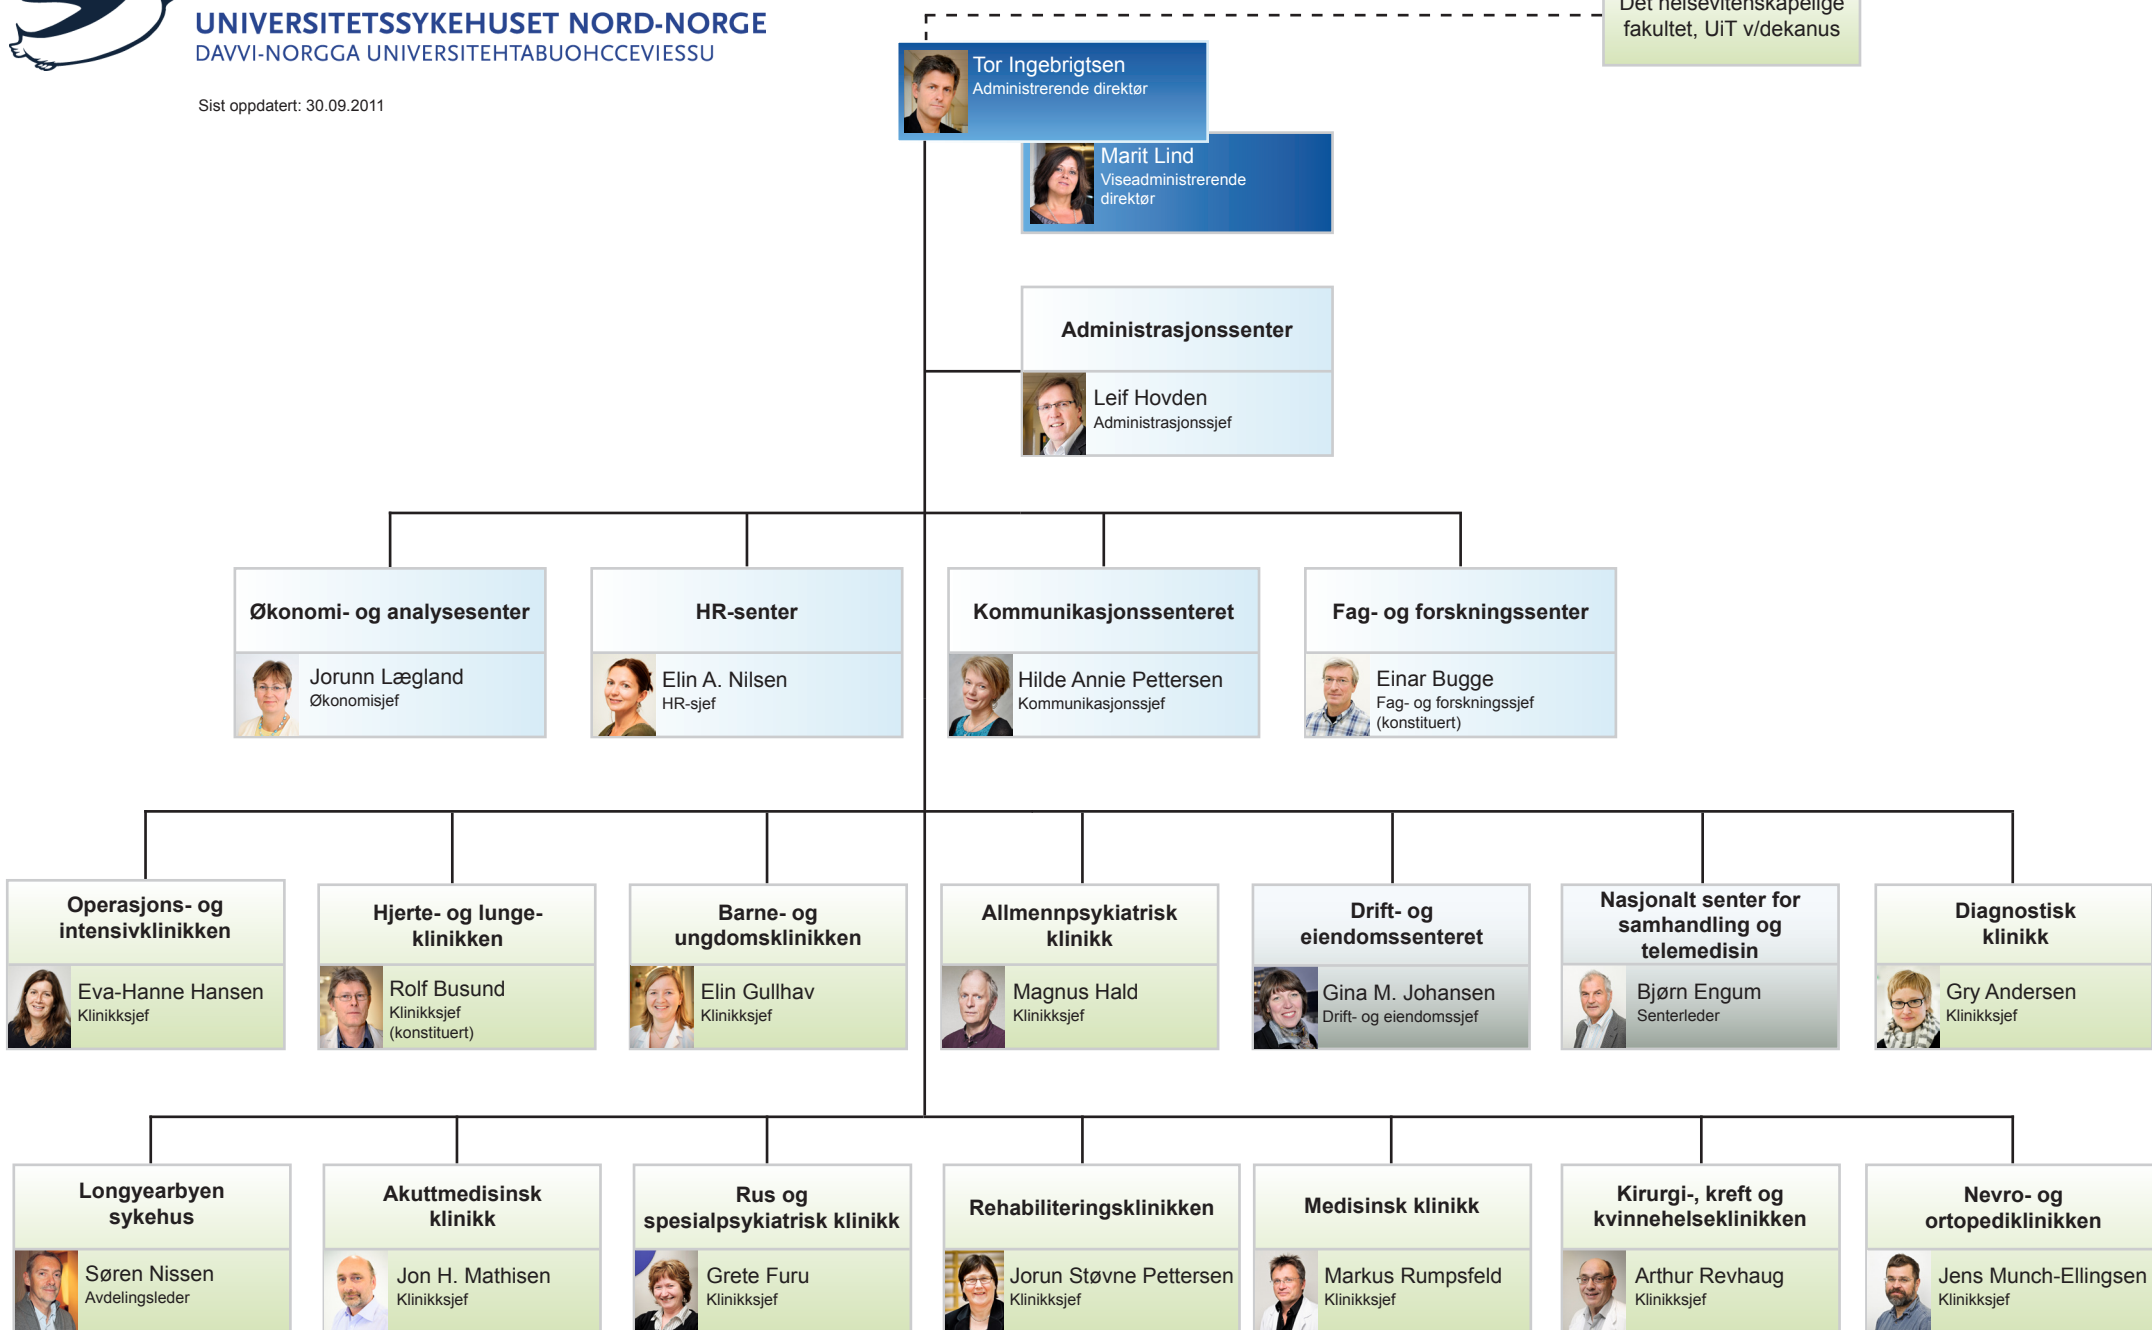 UNIVERSITETSSYKEHUSET NORD-NORGE
DAVVI-NORGGA UNIVERSITEHTABUOHCCEVIESSU
Sist oppdatert: 30.09.2011
Det helsevitenskapelige
fakultet, UiT v/dekanus
Tor Ingebrigtsen
Administrerende direktør
Marit Lind
Viseadministrerende
direktør
Administrasjonssenter
Leif Hovden
Administrasjonssjef
Økonomi- og analysesenter
Jorunn Lægland
Økonomisjef
HR-senter
Elin A. Nilsen
HR-sjef
Kommunikasjonssenteret
Hilde Annie Pettersen
Kommunikasjonssjef
Fag- og forskningssenter
Einar Bugge
Fag- og forskningssjef
(konstituert)
Operasjons- og
intensivklinikken
Eva-Hanne Hansen
Klinikksjef
Hjerte- og lunge-
klinikken
Rolf Busund
Klinikksjef
(konstituert)
Barne- og
ungdomsklinikken
Elin Gullhav
Klinikksjef
Allmennpsykiatrisk
klinikk
Magnus Hald
Klinikksjef
Drift- og
eiendomssenteret
Gina M. Johansen
Drift- og eiendomssjef
Nasjonalt senter for
samhandling og
telemedisin
Bjørn Engum
Senterleder
Diagnostisk
klinikk
Gry Andersen
Klinikksjef
Longyearbyen
sykehus
Søren Nissen
Avdelingsleder
Akuttmedisinsk
klinikk
Jon H. Mathisen
Klinikksjef
Rus og
spesialpsykiatrisk klinikk
Grete Furu
Klinikksjef
Rehabiliteringsklinikken
Jorun Støvne Pettersen
Klinikksjef
Medisinsk klinikk
Markus Rumpsfeld
Klinikksjef
Kirurgi-, kreft og
kvinnehelseklinikken
Arthur Revhaug
Klinikksjef
Nevro- og
ortopediklinikken
Jens Munch-Ellingsen
Klinikksjef